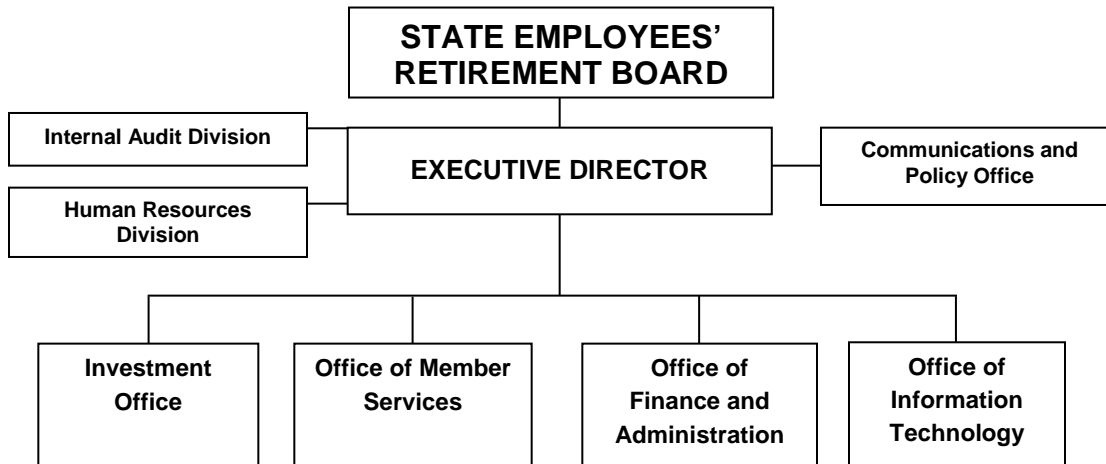 STATE EMPLOYEES’
RETIREMENT BOARD
Internal Audit Division
EXECUTIVE DIRECTOR
Communications and
Policy Office
Human Resources
Division
Investment
Office
Office of Member
Services
Office of
Finance and
Administration
Office of
Information
Technology